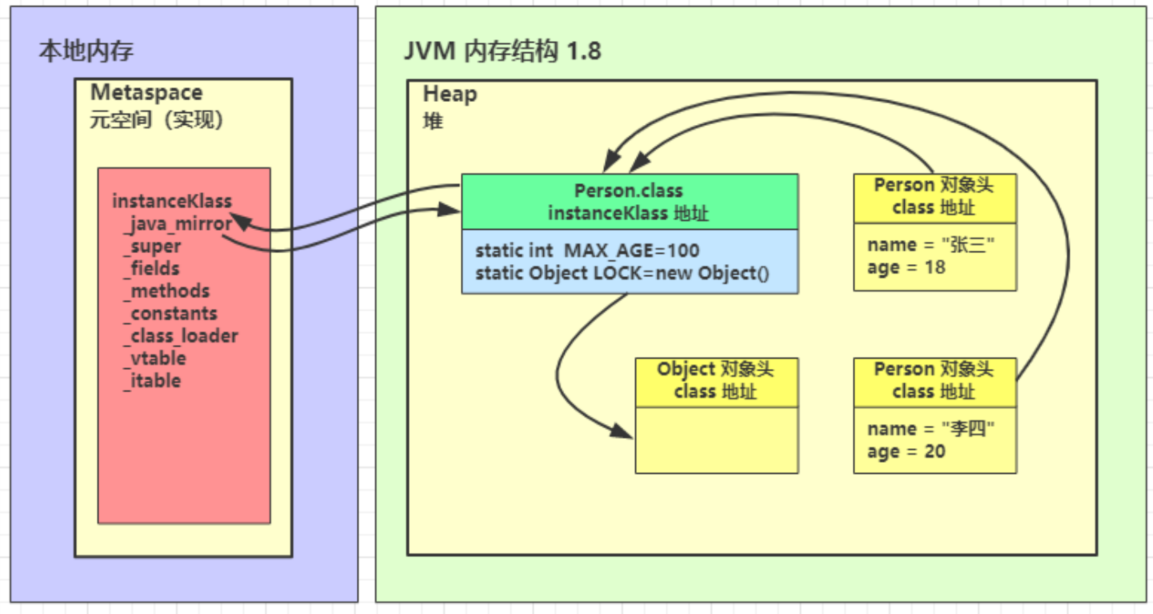 本地内存
Metaspace
元空间（实现）
instanceKlass
_java_mirror
_super
_fields
_methods
_constants
_class_loader
_vtable
_itable
JVM 内存结构 1.8
Heap
堆
Person.class
instanceKlass 地址
static int MAX_AGE=100
static Object LOCK=new Object()
Person 对象头
class 地址
name = "张三"
age = 18
Object 对象头
class 地址
Person 对象头
class 地址
name = "李四"
age = 20